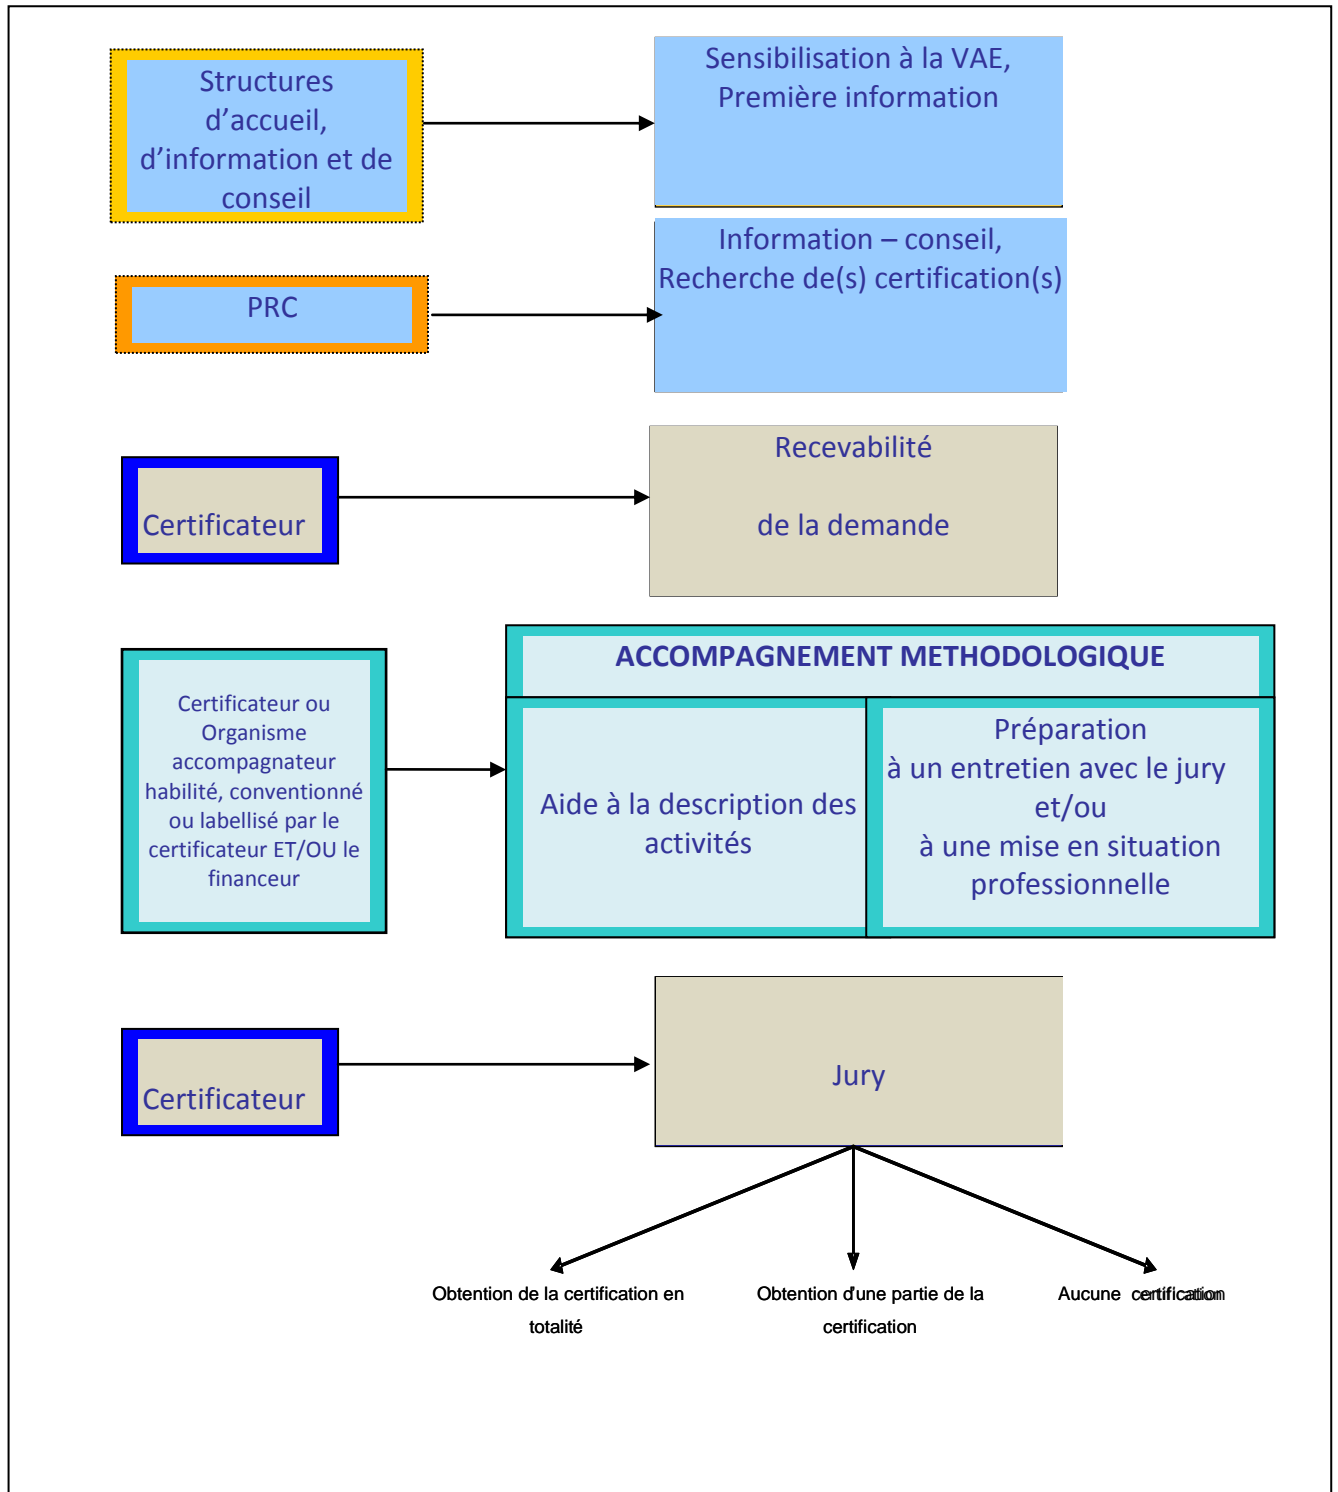 Structures
d’accueil,
d’information et de
conseil
Sensibilisation à la VAE,
Première information
PRC
Information – conseil,
Recherche de(s) certification(s)
Certificateur
Recevabilité
de la demande
Certificateur ou
Organisme
accompagnateur
habilité, conventionné
ou labellisé par le
certificateur ET/OU le
financeur
ACCOMPAGNEMENT METHODOLOGIQUE
Aide à la description des
activités
Préparation
à un entretien avec le jury
et/ou
à une mise en situation
professionnelle
Certificateur
Jury
Obtention de la certification en
totalité
Obtention d'une partie de la
certification
Aucune certification